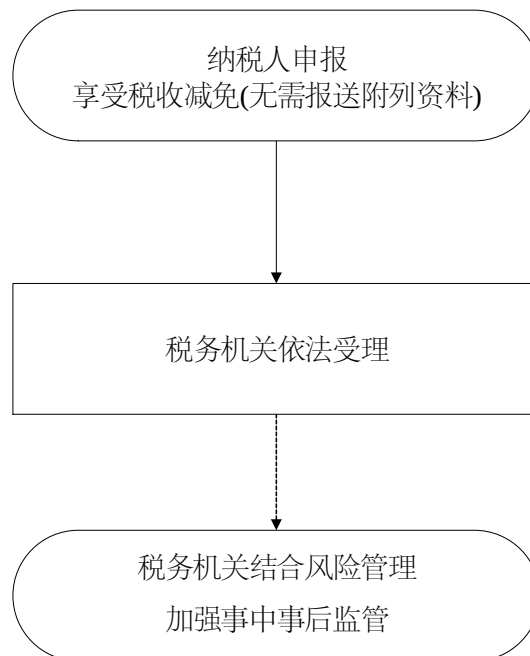 纳税人申报
享受税收减免(无需报送附列资料)
税务机关依法受理
税务机关结合风险管理
加强事中事后监管